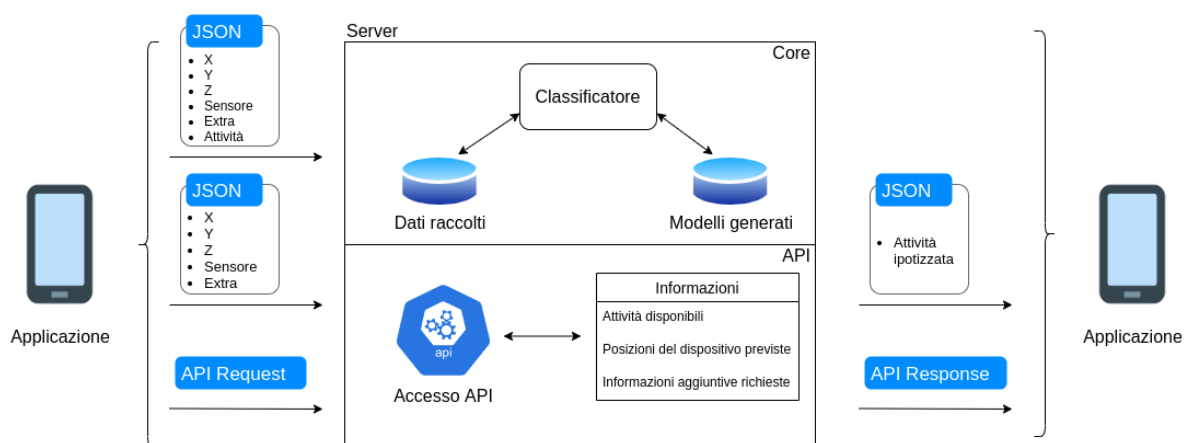 Applicazione
JSON
X
Y
Z
Sensore
Extra
Attività
JSON
X
Y
Z
Sensore
Extra
API Request
Server
Core
Classificatore
Dati raccolti
Modelli generati
API
api
Accesso API
Informazioni
Attività disponibili
Posizioni del dispositivo previste
Informazioni aggiuntive richieste
JSON
Attività
ipotizzata
API Response
Applicazione